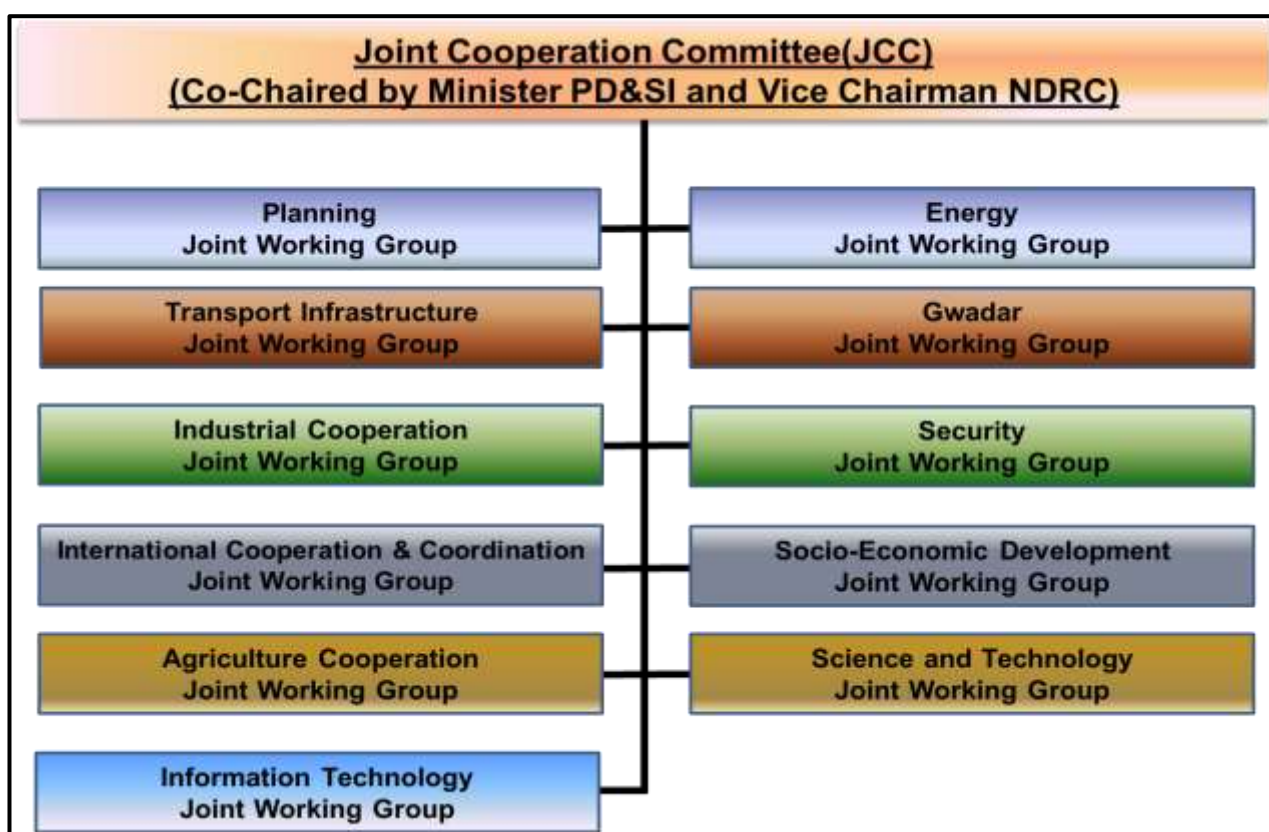 Joint Cooperation Committee(JCC)
(Co-Chaired by Minister PD&SI and Vice Chairman NDRC)
Planning
Joint Working Group
Energy
Joint Working Group
Transport Infrastructure
Joint Working Group
Gwadar
Joint Working Group
Industrial Cooperation
Joint Working Group
Security
Joint Working Group
International Cooperation & Coordination
Joint Working Group
Socio-Economic Development
Joint Working Group
Agriculture Cooperation
Joint Working Group
Science and Technology
Joint Working Group
Information Technology
Joint Working Group